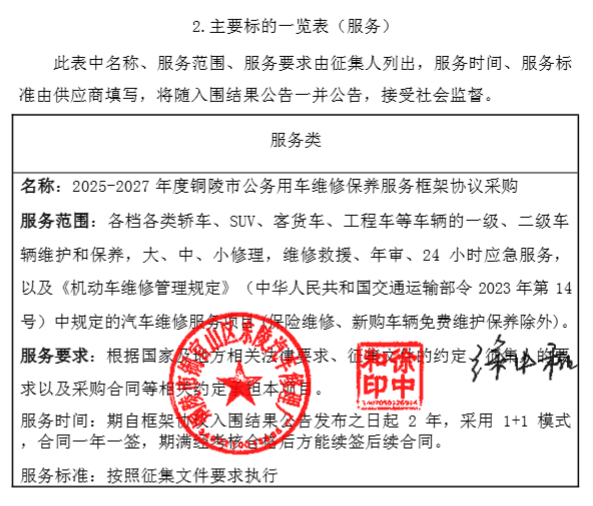 2.主要标的一览表（服务）
此表中名称、服务范围、服务要求由征集人列出，服务时间、服务标
准由供应商填写，将随入围结果公告一并公告，接受社会监督。
服务类
名称：2025-2027 年度铜陵市公务用车维修保养服务框架协议采购
服务范围：各档各类轿车、SUV、客货车、工程车等车辆的一级、二级车
辆维护和保养，大、中、小修理，维修救援、年审、24 小时应急服务，
以及《机动车维修管理规定》（中华人民共和国交通运输部令 2023 年第 14
号）中规定的汽车维修服务项目（保险维修、新购车辆免费维护保养除外）。
服务要求：根据国家及地方相关法律要求、征集文件的约定、征集人的要
求以及采购合同等相关约定承担本项目。
服务时间：期自框架协议入围结果公告发布之日起 2 年，采用 1+1 模式
，合同一年一签，期满经考核合格后方能续签后续合同。
服务标准：按照征集文件要求执行
徐中和印